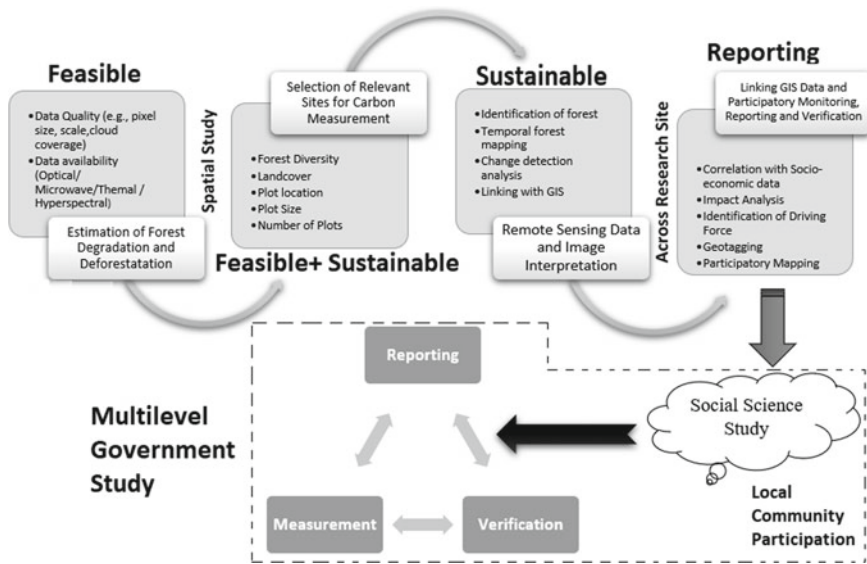 Feasible
• Data Quality (e.g., pixel
size, scale,cloud
coverage)
• Data availability
(Optical/
Microwave/Themal /
Hyperspectral)
Estimation of Forest
Degradation and
Deforestatation
Spatial Study
Selection of Relevant
Sites for Carbon
Measurement
• Forest Diversity
• Landcover
• Plot location
• Plot Size
• Number of Plots
Feasible+ Sustainable
Sustainable
• Identification of forest
• Temporal forest
mapping
• Change detection
analysis
• Linking with GIS
Remote Sensing Data
and Image
Interpretation
Across Research Site
Reporting
Linking GIS Data and
Participatory Monitoring,
Reporting and Verification
• Correlation with Socio-
economic data
• Impact Analysis
• Identification of Driving
Force
• Geotagging
• Participatory Mapping
Multilevel
Government
Study
Reporting
Measurement
Verification
Social Science
Study
Local
Community
Participation